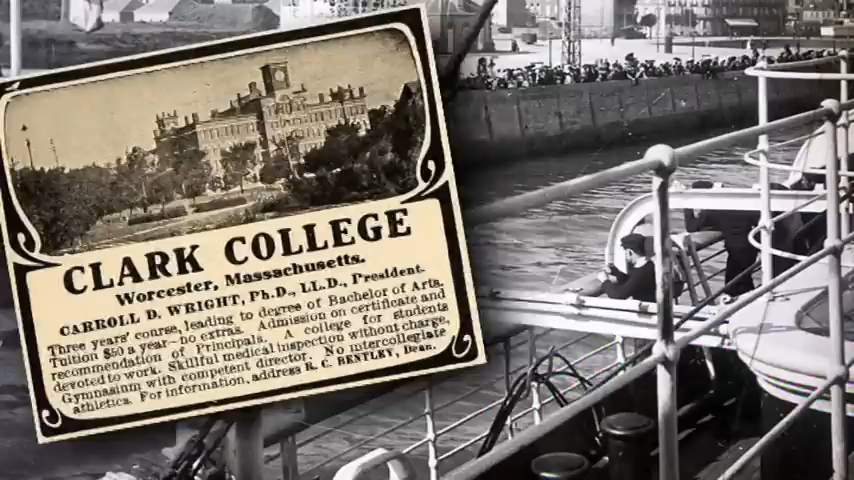 CLARK COLLEGE
Worcester, Massachusetts.
CARROLL D. WRIGHT, Ph.D., LL.D., President.
Three years' course, leading to degree of Bachelor of Arts.
Tuition $50 a year—no extras. Admission on certificate and
recommendation of Principals. A college for students
devoted to work. Skilful medical inspection without charge.
Gymnasium with competent director. No intercollegiate
athletics. For information, address R. C. BENTLEY, Dean.